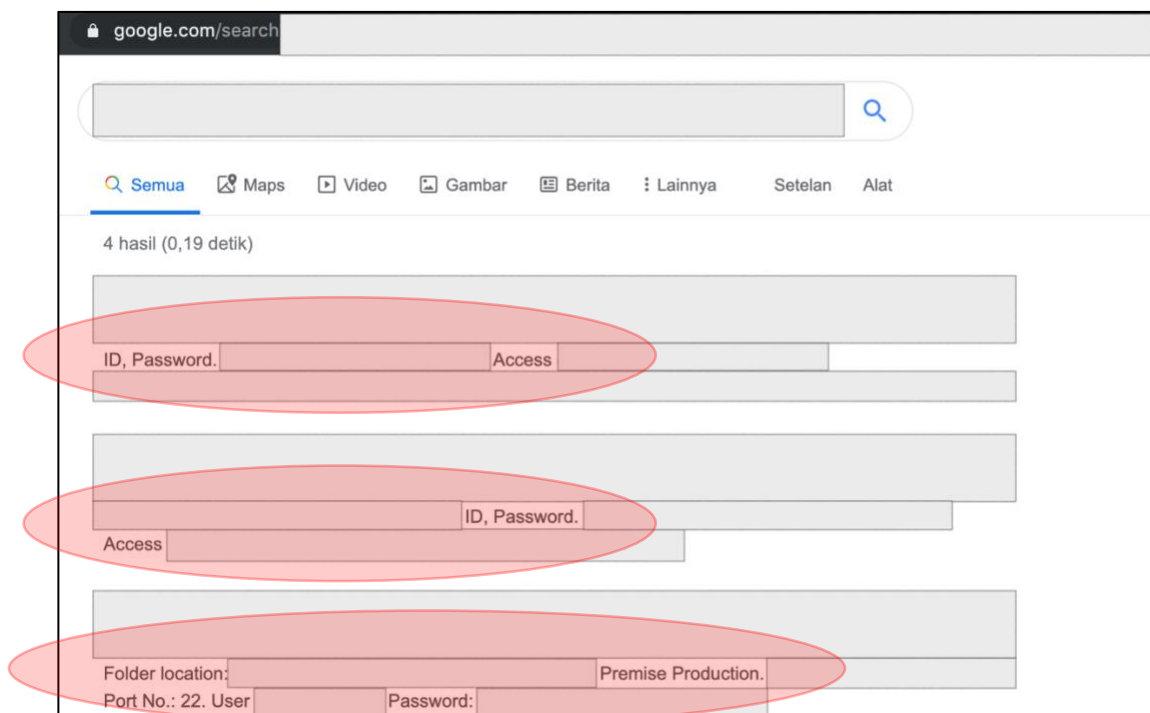 google.com/search
Semua Maps Video Gambar Berita Lainnya Setelan Alat
4 hasil (0,19 detik)
ID, Password. Access
ID, Password.
Access
Folder location: Premise Production.
Port No.: 22. User Password: